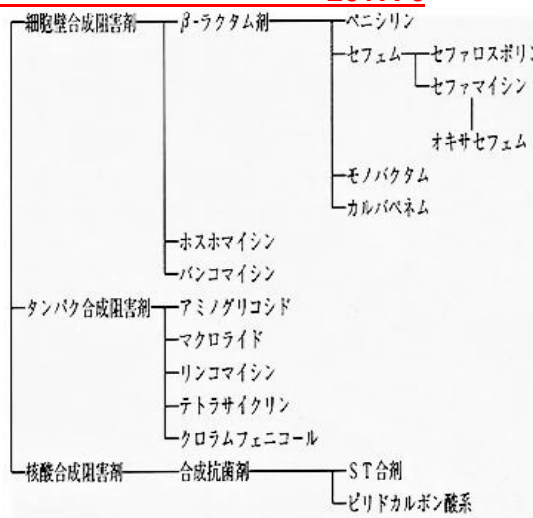 細胞壁合成阻害剤 β-ラクタム剤 ペニシリン
セフェム セファロスポリン
セファマイシン
オキサセフェム
モノバクタム
カルバペネム
ホスホマイシン
バンコマイシン
タンパク合成阻害剤 アミノグリコシド
マクロライド
リンコマイシン
テトラサイクリン
クロラムフェニコール
核酸合成阻害剤 合成抗菌剤 ST合剤
ピリドカルボン酸系